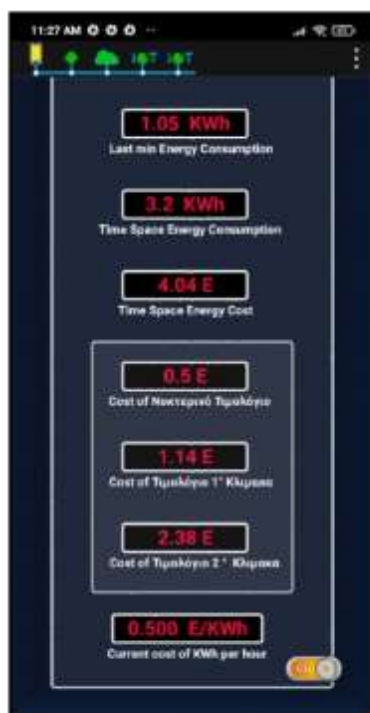 11:27 AM
1.05 KWh
Last min Energy Consumption
3.2 KWh
Time Space Energy Consumption
4.04 E
Time Space Energy Cost
0.5 E
Cost of Νυκτερινό Τιμολόγιο
1.14 E
Cost of Τιμολόγιο 1° Κλιμακα
2.38 E
Cost of Τιμολόγιο 2 ° Κλιμακα
0.500 E/KWh
Current cost of KWh per hour